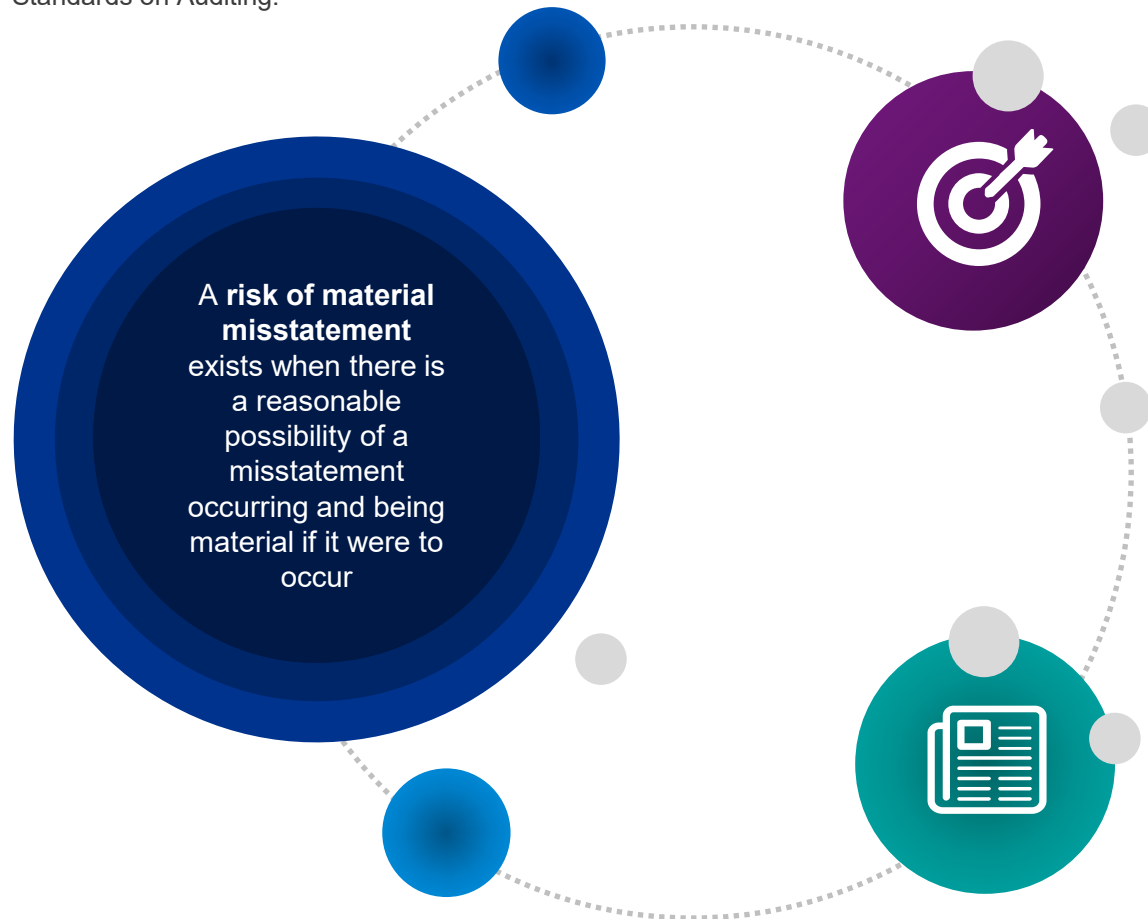 Standards on Auditing.
A risk of material
misstatement
exists when there is
a reasonable
possibility of a
misstatement
occurring and being
material if it were to
occur